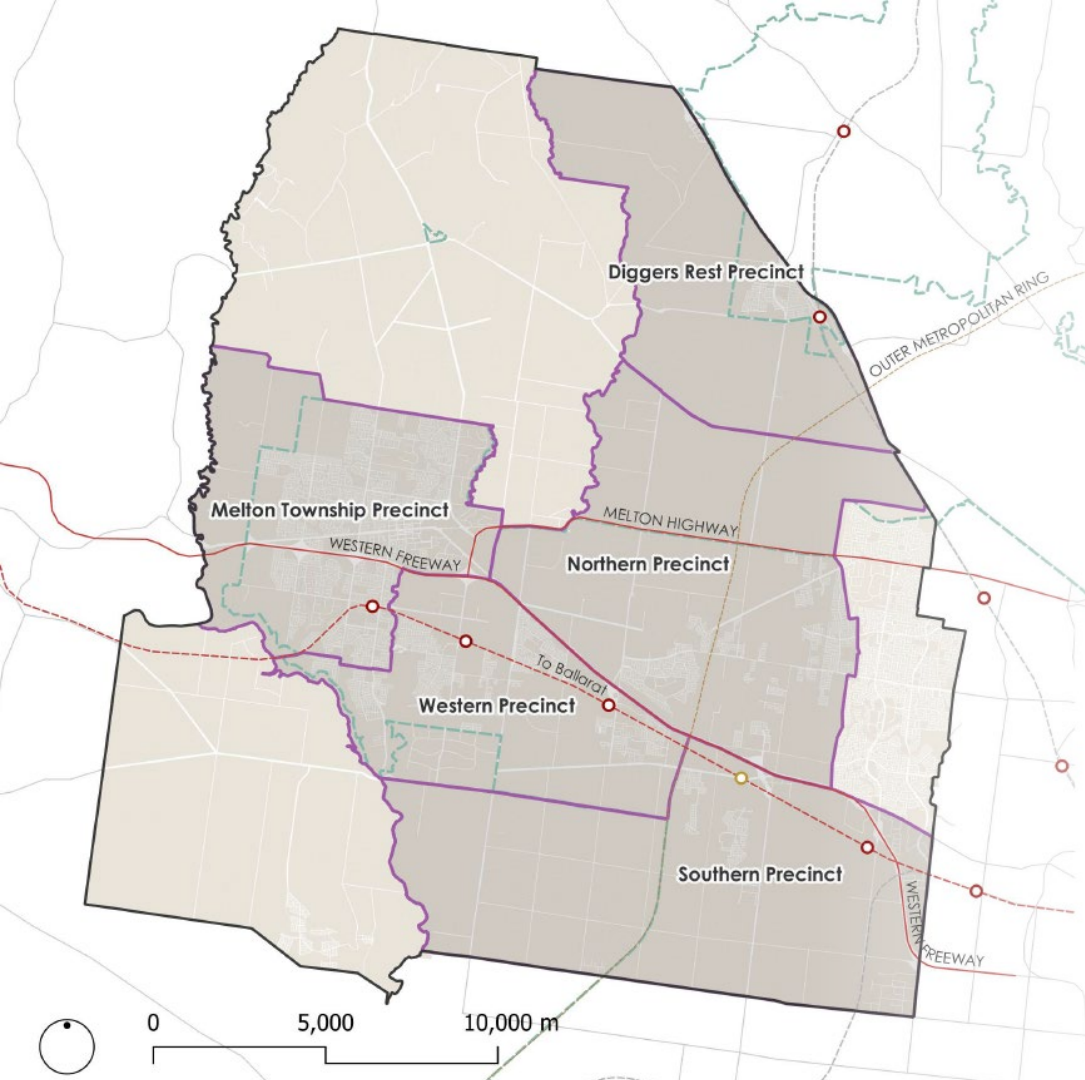 Diggers Rest Precinct
OUTER METROPOLITAN RING
Melton Township Precinct
MELTON HIGHWAY
WESTERN FREEWAY
Northern Precinct
To Ballarat
Western Precinct
Southern Precinct
WESTERN FREEWAY
0 5,000 10,000 m